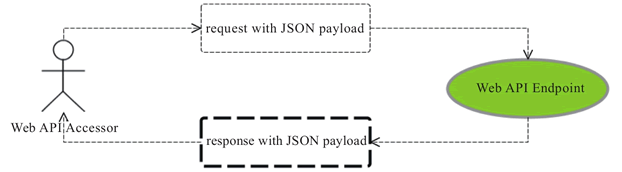 request with JSON payload
Web API Endpoint
Web API Accessor
response with JSON payload